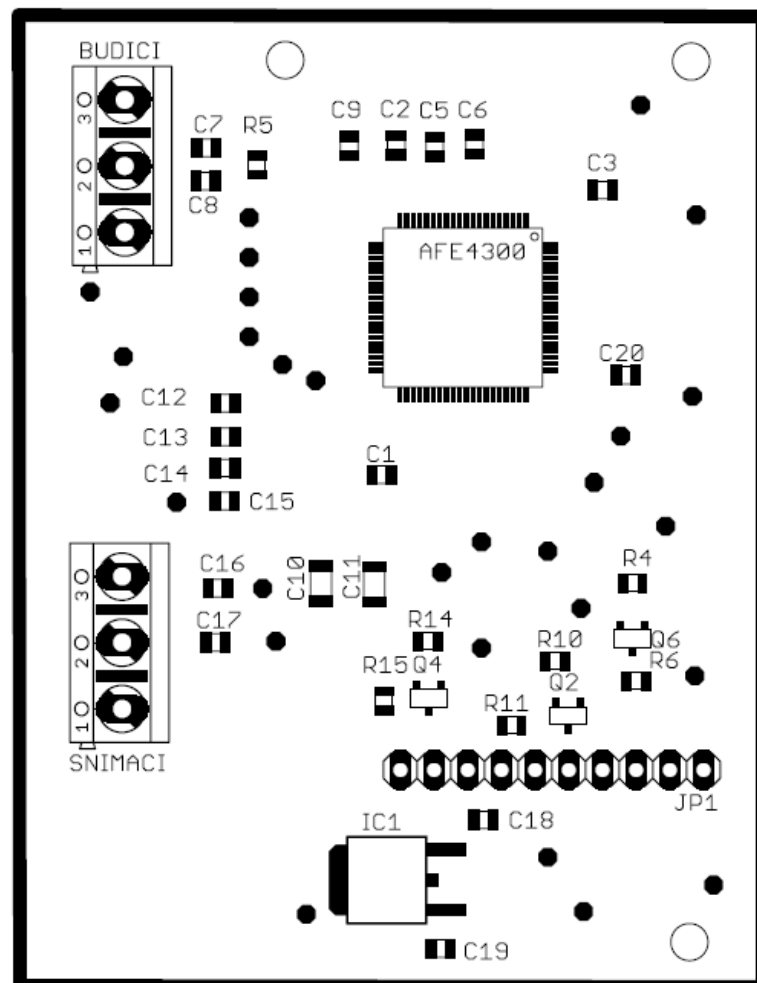 BUDICI
3
2
1
C7
R5
C8
C9
C2
C5
C6
C3
AFE4300
C20
C12
C13
C14
C15
C1
3
2
1
SNIMACI
C16
C10
C11
C17
R4
R14
R10
Q6
R15
Q4
R6
Q2
R11
JP1
IC1
C18
C19